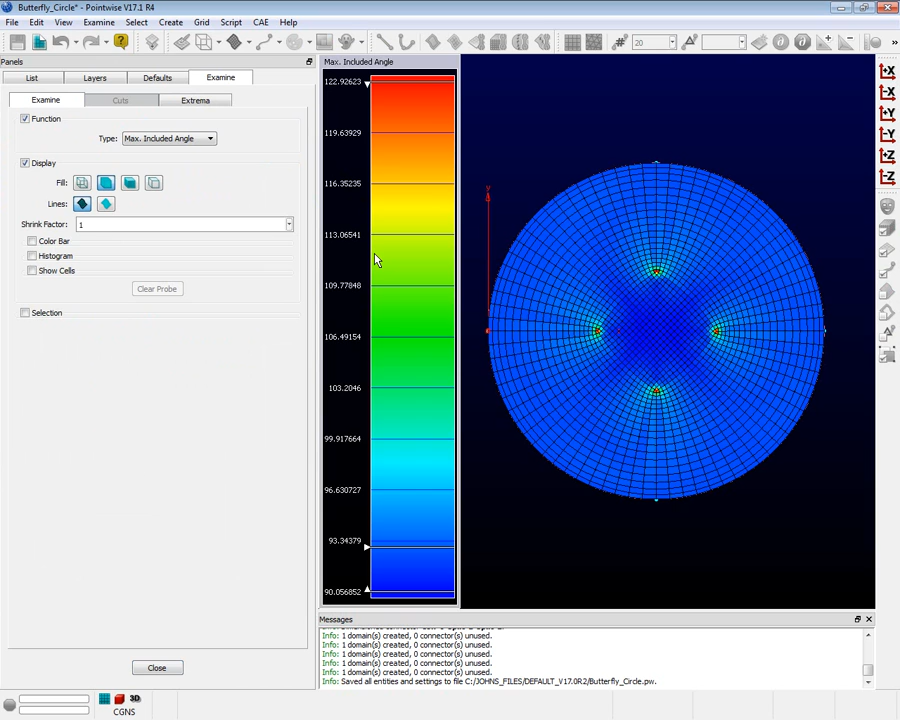 Butterfly_Circle* - Pointwise V17.1 R4
File Edit View Examine Select Create Grid Script CAE Help
20
Panels
List Layers Defaults Examine
Examine Cuts Extrema
Function
Type: Max. Included Angle
Display
Fill:
Lines:
Shrink Factor: 1
Color Bar
Histogram
Show Cells
Clear Probe
Selection
Close
CGNS
3D
Max. Included Angle
122.92623
119.63929
116.35235
113.06541
109.77848
106.49154
103.2046
99.917664
96.630727
93.34379
90.056852
+X
-X
+Y
-Y
+Z
-Z
Messages
Info: 1 domain(s) created, 0 connector(s) unused.
Info: 1 domain(s) created, 0 connector(s) unused.
Info: 1 domain(s) created, 0 connector(s) unused.
Info: 1 domain(s) created, 0 connector(s) unused.
Info: 1 domain(s) created, 0 connector(s) unused.
Info: Saved all entities and settings to file C:/JOHNS_FILES/DEFAULT_V17.0R2/Butterfly_Circle.pw.